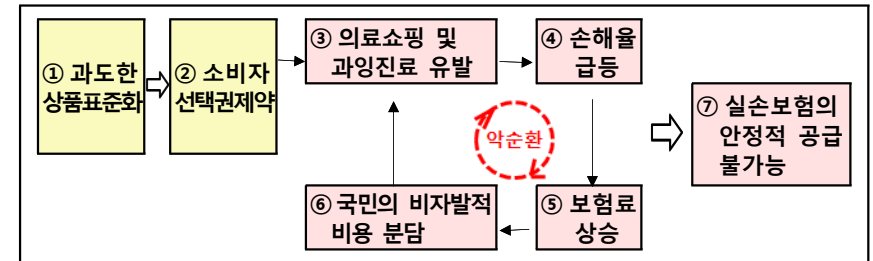 ① 과도한
상품표준화
② 소비자
선택권제약
③ 의료쇼핑 및
과잉진료 유발
④ 손해율
급등
악순환
⑤ 보험료
상승
⑥ 국민의 비자발적
비용 분담
⑦ 실손보험의
안정적 공급
불가능